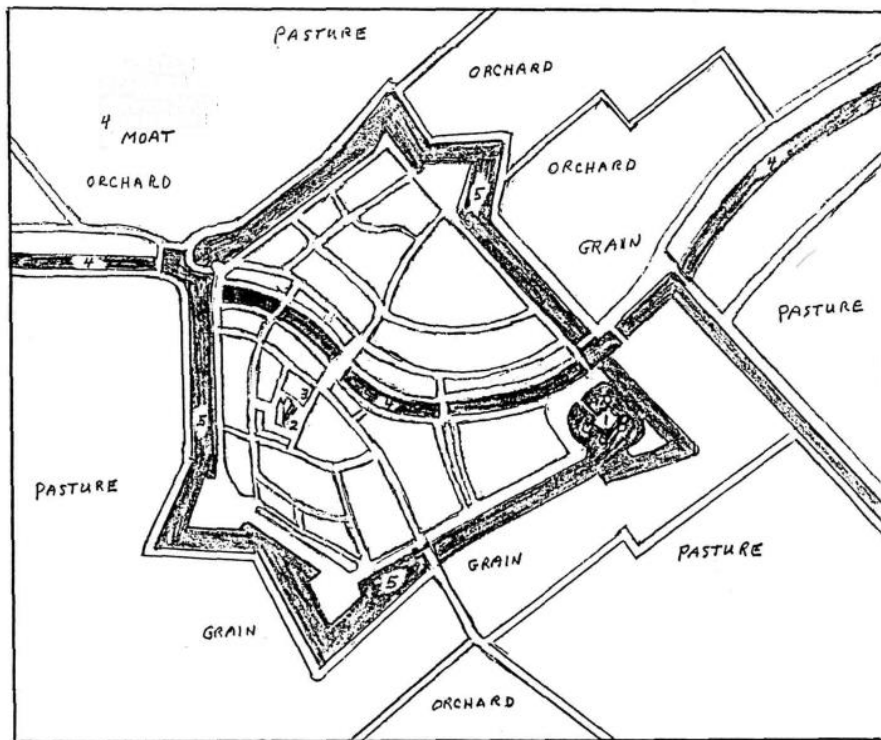 PASTURE
ORCHARD
4
MOAT
ORCHARD
ORCHARD
4
5
GRAIN
4
PASTURE
3
4
2
1
5
PASTURE
PASTURE
GRAIN
5
GRAIN
ORCHARD